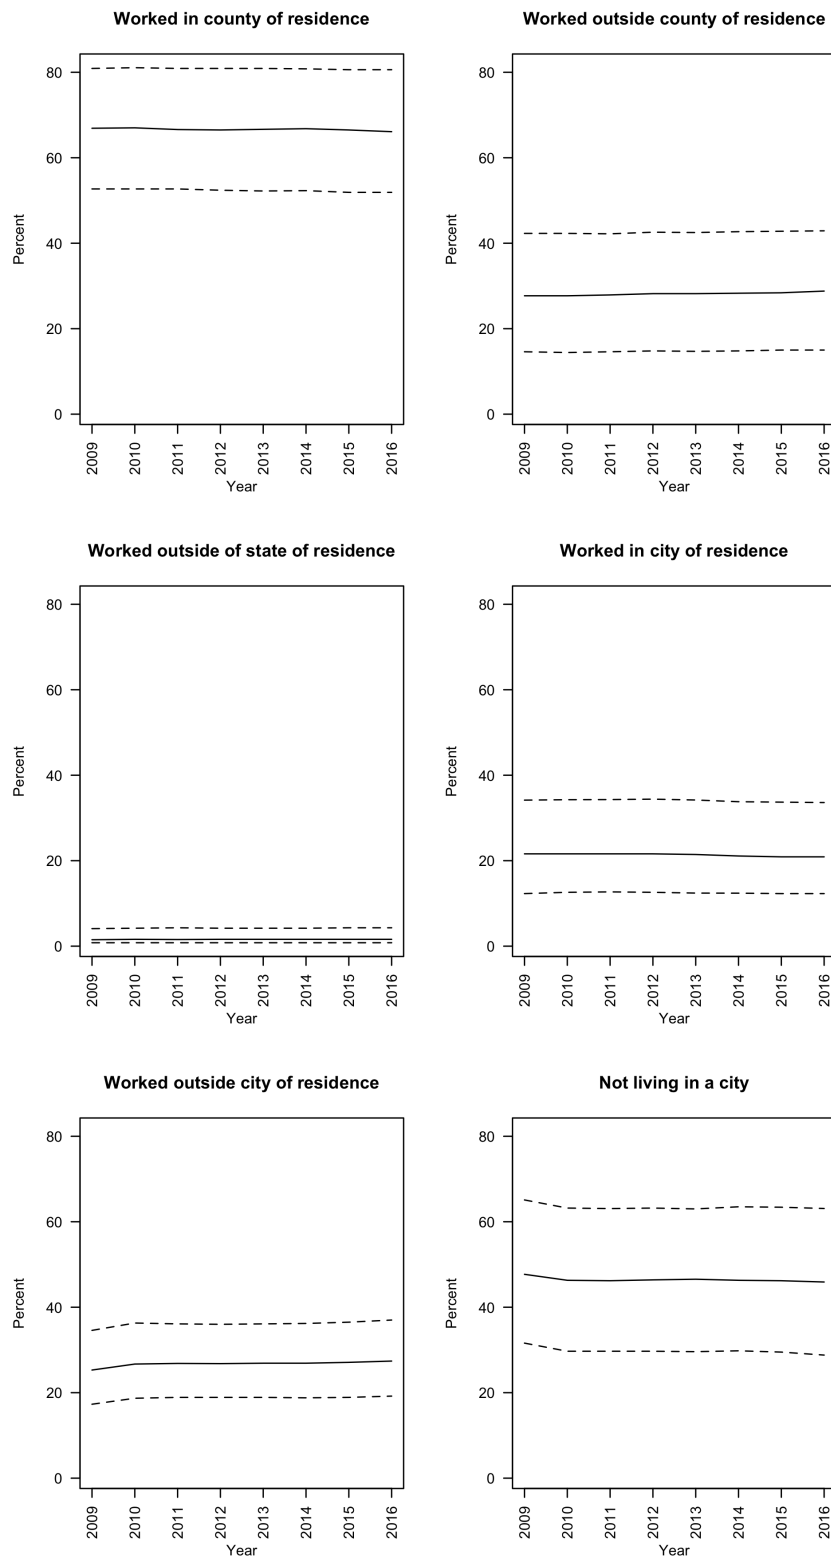 Worked in county of residence
Percent
80
60
40
20
0
2009 2010 2011 2012 2013 2014 2015 2016
Year
Worked outside county of residence
Percent
80
60
40
20
0
2009 2010 2011 2012 2013 2014 2015 2016
Year
Worked outside of state of residence
Percent
80
60
40
20
0
2009 2010 2011 2012 2013 2014 2015 2016
Year
Worked in city of residence
Percent
80
60
40
20
0
2009 2010 2011 2012 2013 2014 2015 2016
Year
Worked outside city of residence
Percent
80
60
40
20
0
2009 2010 2011 2012 2013 2014 2015 2016
Year
Not living in a city
Percent
80
60
40
20
0
2009 2010 2011 2012 2013 2014 2015 2016
Year